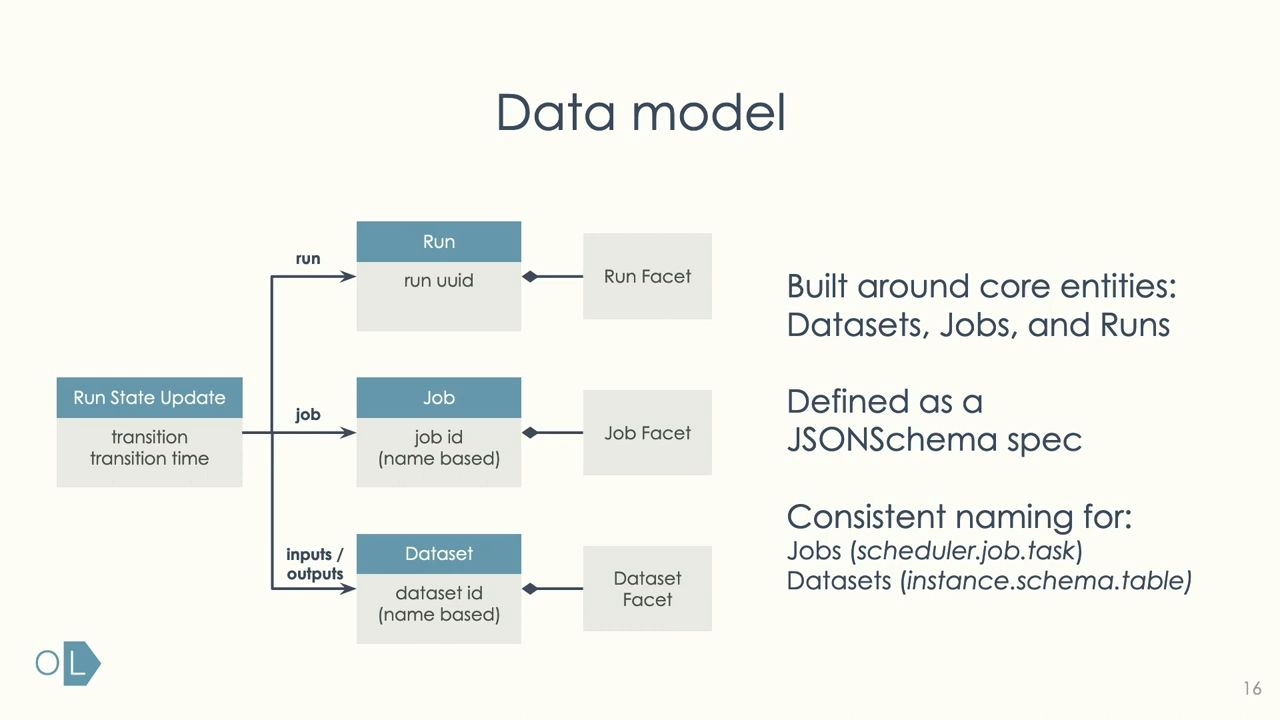 Data model
Run State Update
transition
transition time
run
job
inputs /
outputs
Run
run uuid
Run Facet
Job
job id
(name based)
Job Facet
Dataset
dataset id
(name based)
Dataset
Facet
Built around core entities:
Datasets, Jobs, and Runs
Defined as a
JSONSchema spec
Consistent naming for:
Jobs (scheduler.job.task)
Datasets (instance.schema.table)
OL
16